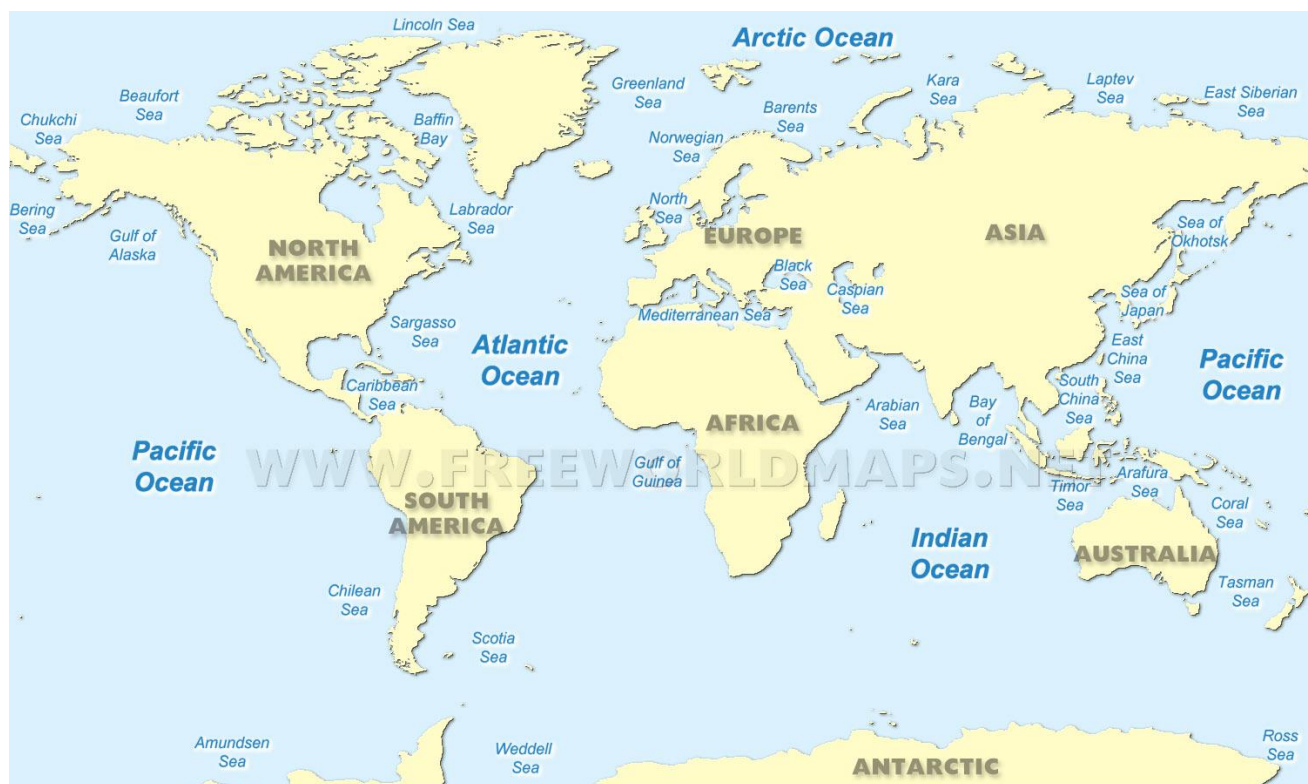 Lincoln Sea
Arctic Ocean
Greenland
Sea
Kara
Sea
Laptev
Sea
East Siberian
Sea
Beaufort
Sea
Chukchi
Sea
Baffin
Bay
Barents
Sea
Norwegian
Sea
Bering
Sea
Gulf of
Alaska
Labrador
Sea
North
Sea
NORTH
AMERICA
EUROPE
ASIA
Sea of
Okhotsk
Black
Sea
Caspian
Sea
Sea of
Japan
Mediterranean Sea
Sargasso
Sea
Atlantic
Ocean
East
China
Sea
Pacific
Ocean
Caribbean
Sea
South
China
Sea
AFRICA
Arabian
Sea
Bay
of
Bengal
Pacific
Ocean
WWW.FREEWORLDMAPS.NET
Gulf of
Guinea
Timor
Sea
Arafura
Sea
SOUTH
AMERICA
Coral
Sea
Indian
Ocean
AUSTRALIA
Chilean
Sea
Tasman
Sea
Scotia
Sea
Amundsen
Sea
Weddell
Sea
Ross
Sea
ANTARCTIC